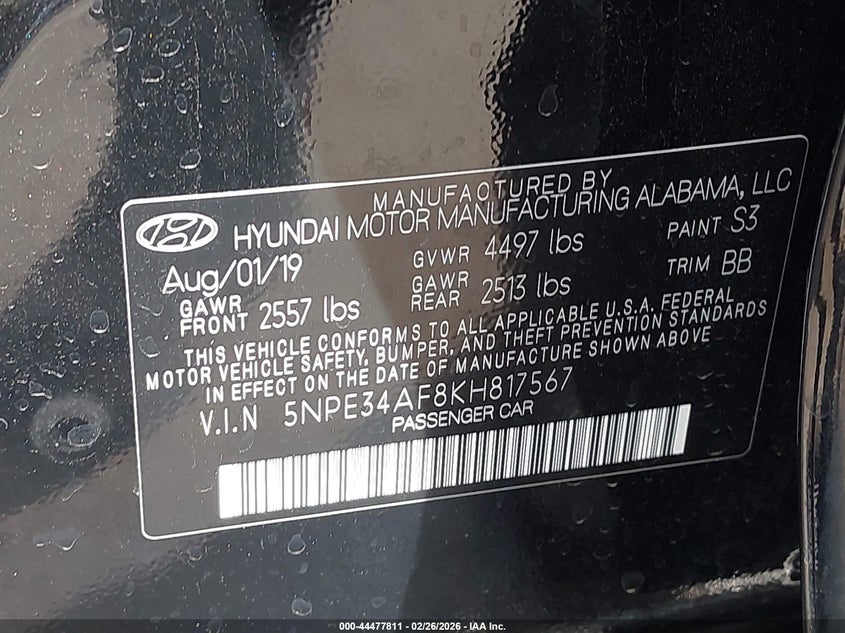 MANUFACTURED BY
HYUNDAI MOTOR MANUFACTURING ALABAMA, LLC
Aug/01/19 GVWR 4497 lbs PAINT S3
GAWR FRONT 2557 lbs GAWR REAR 2513 lbs TRIM BB
THIS VEHICLE CONFORMS TO ALL APPLICABLE U.S.A. FEDERAL
MOTOR VEHICLE SAFETY, BUMPER, AND THEFT PREVENTION STANDARDS
IN EFFECT ON THE DATE OF MANUFACTURE SHOWN ABOVE
V.I.N 5NPE34AF8KH817567
PASSENGER CAR
000-44477811 - 02/26/2026 - IAA Inc.